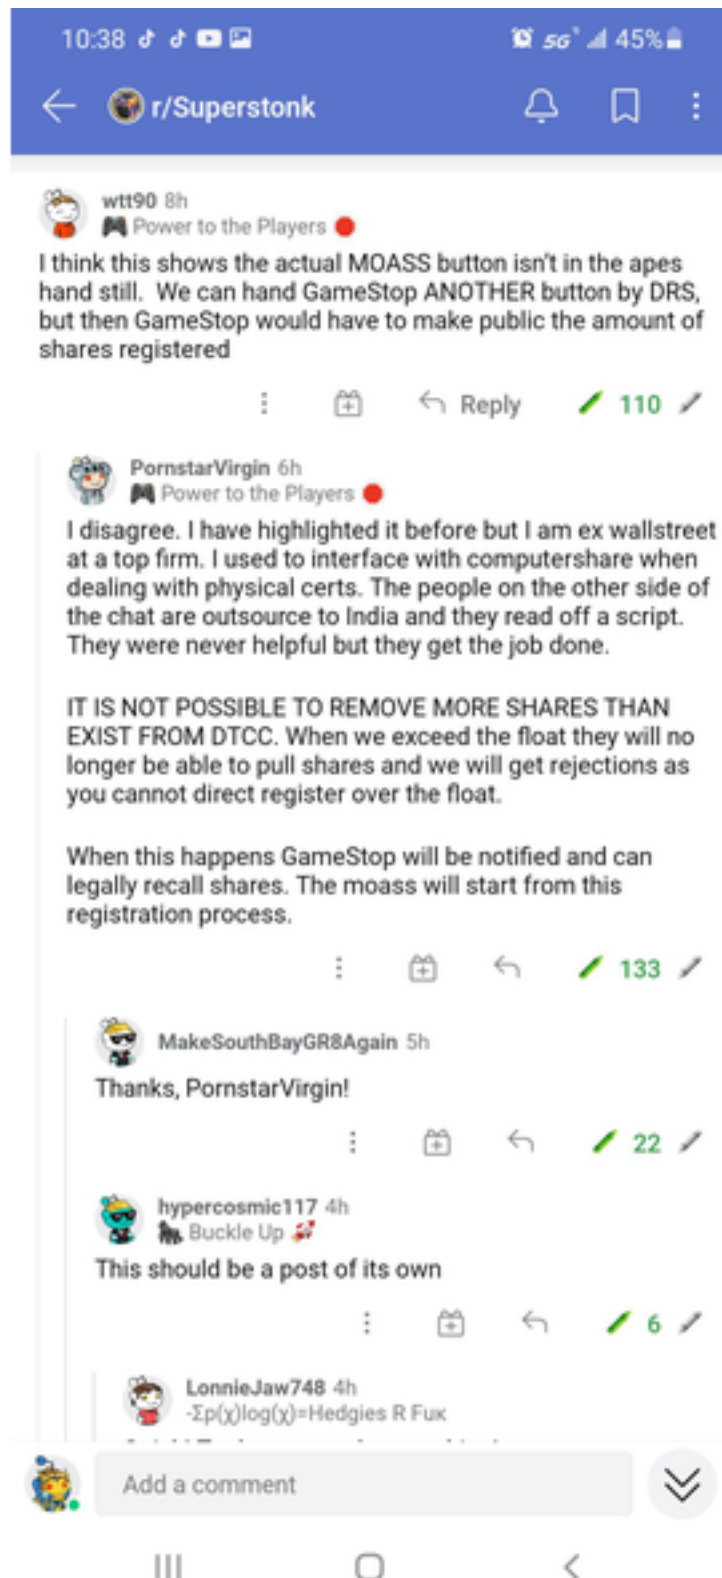 10:38 5G 45%
r/Superstonk
wtt90 8h
Power to the Players
I think this shows the actual MOASS button isn't in the apes
hand still. We can hand GameStop ANOTHER button by DRS,
but then GameStop would have to make public the amount of
shares registered
Reply 110
PornstarVirgin 6h
Power to the Players
I disagree. I have highlighted it before but I am ex wallstreet
at a top firm. I used to interface with computershare when
dealing with physical certs. The people on the other side of
the chat are outsource to India and they read off a script.
They were never helpful but they get the job done.
IT IS NOT POSSIBLE TO REMOVE MORE SHARES THAN
EXIST FROM DTCC. When we exceed the float they will no
longer be able to pull shares and we will get rejections as
you cannot direct register over the float.
When this happens GameStop will be notified and can
legally recall shares. The moass will start from this
registration process.
133
MakeSouthBayGR8Again 5h
Thanks, PornstarVirgin!
22
hypercosmic117 4h
Buckle Up
This should be a post of its own
6
LonnieJaw748 4h
-Σp(χ)log(χ)=Hedgies R Fuĸ
Add a comment